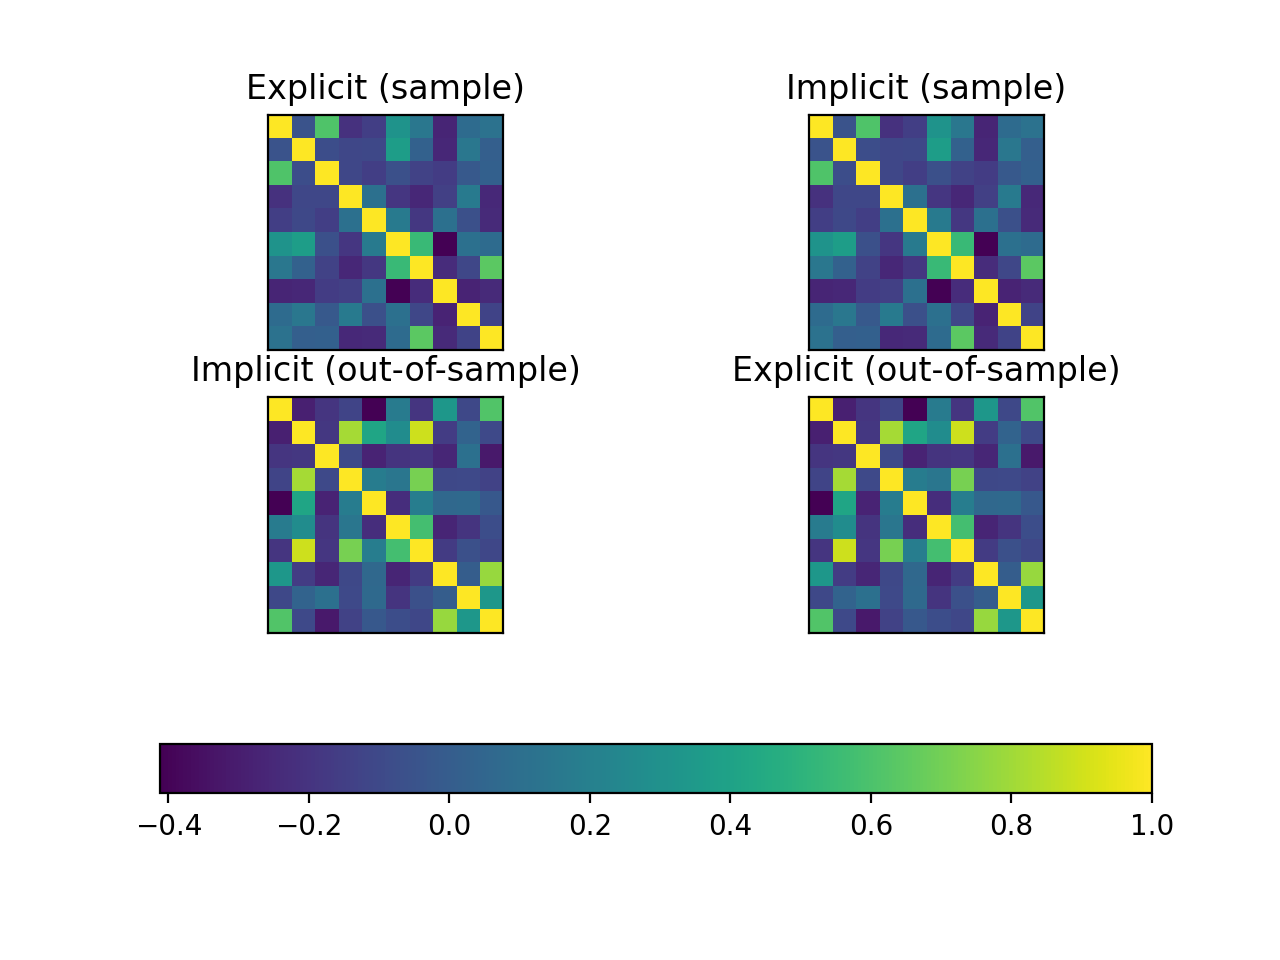 Explicit (sample)
Implicit (sample)
Implicit (out-of-sample)
Explicit (out-of-sample)
−0.4 −0.2 0.0 0.2 0.4 0.6 0.8 1.0